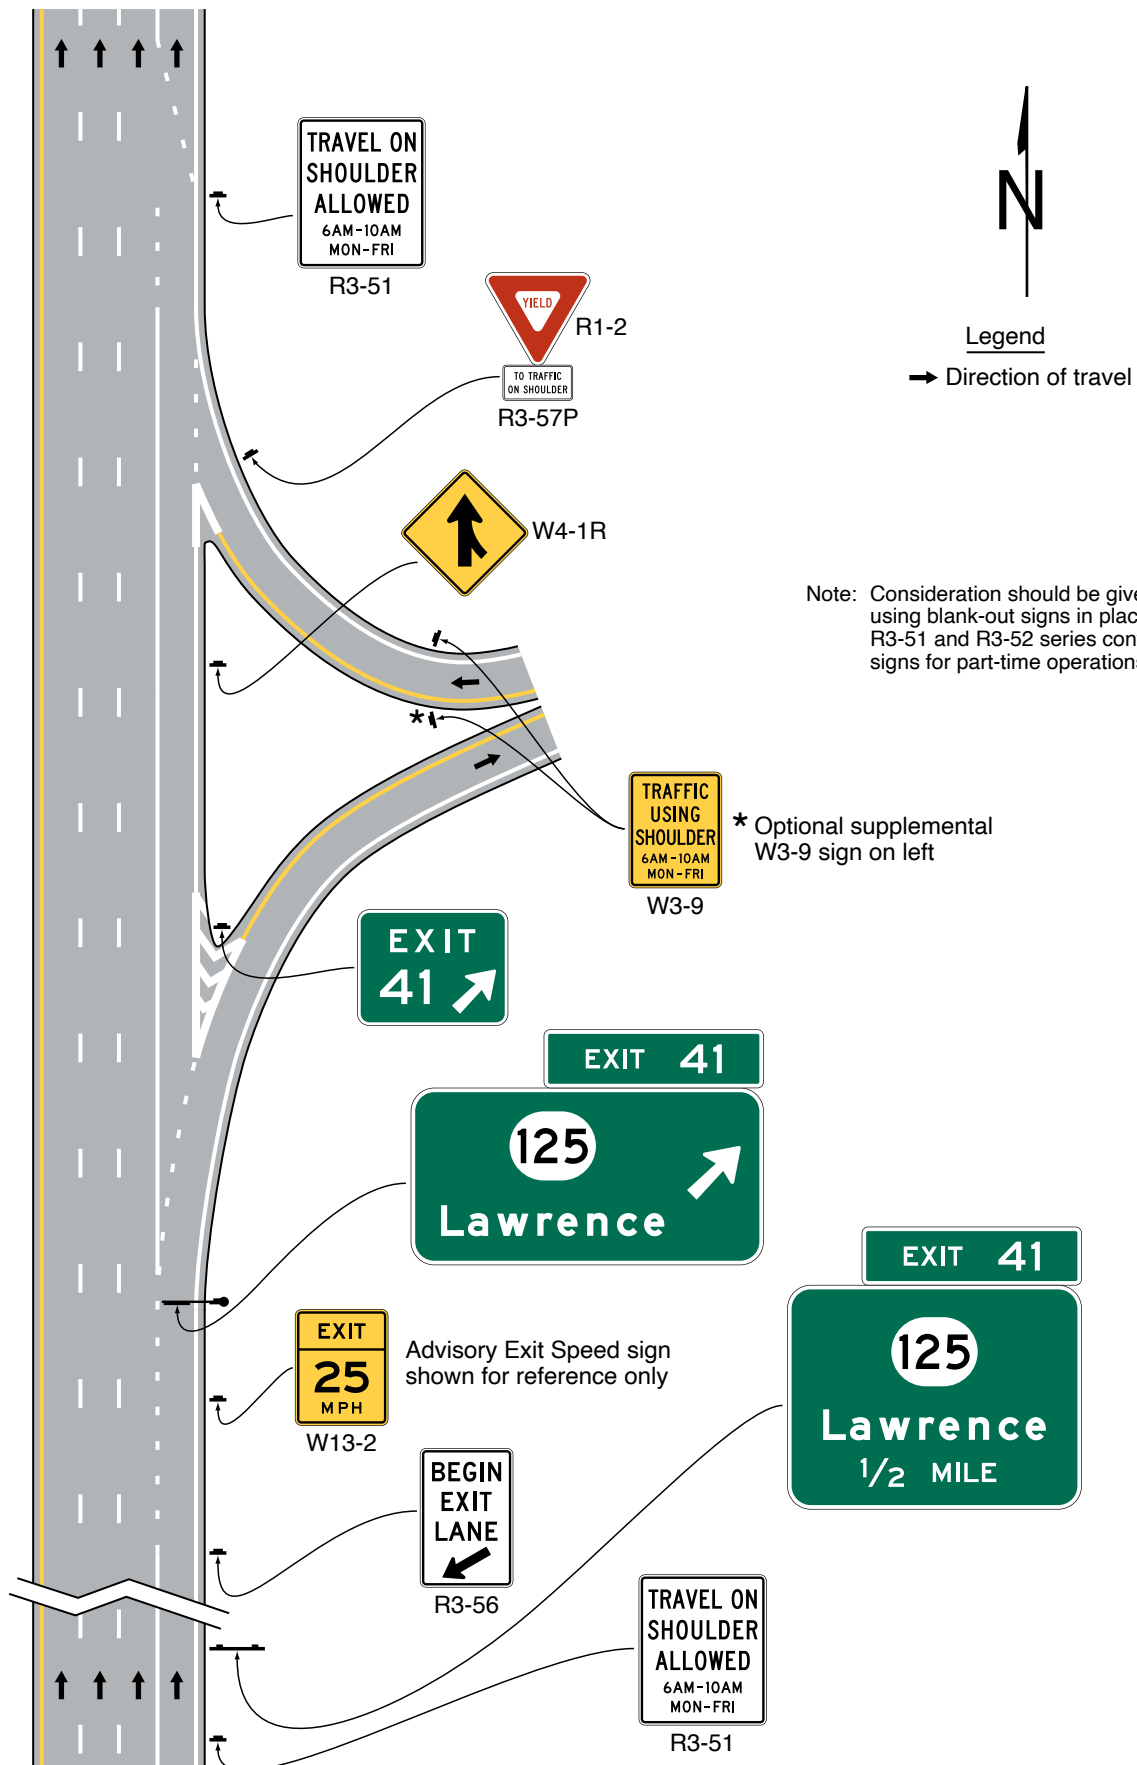 TRAVEL ON
SHOULDER
ALLOWED
6AM-10AM
MON-FRI
R3-51
N
YIELD
R1-2
TO TRAFFIC
ON SHOULDER
R3-57P
Legend
Direction of travel
W4-1R
Note: Consideration should be give
using blank-out signs in plac
R3-51 and R3-52 series con
signs for part-time operations
*
TRAFFIC
USING
SHOULDER
6AM-10AM
MON-FRI
W3-9
* Optional supplemental
W3-9 sign on left
EXIT
41
EXIT 41
125
Lawrence
EXIT 41
125
Lawrence
1/2 MILE
EXIT
25
MPH
W13-2
Advisory Exit Speed sign
shown for reference only
BEGIN
EXIT
LANE
R3-56
TRAVEL ON
SHOULDER
ALLOWED
6AM-10AM
MON-FRI
R3-51